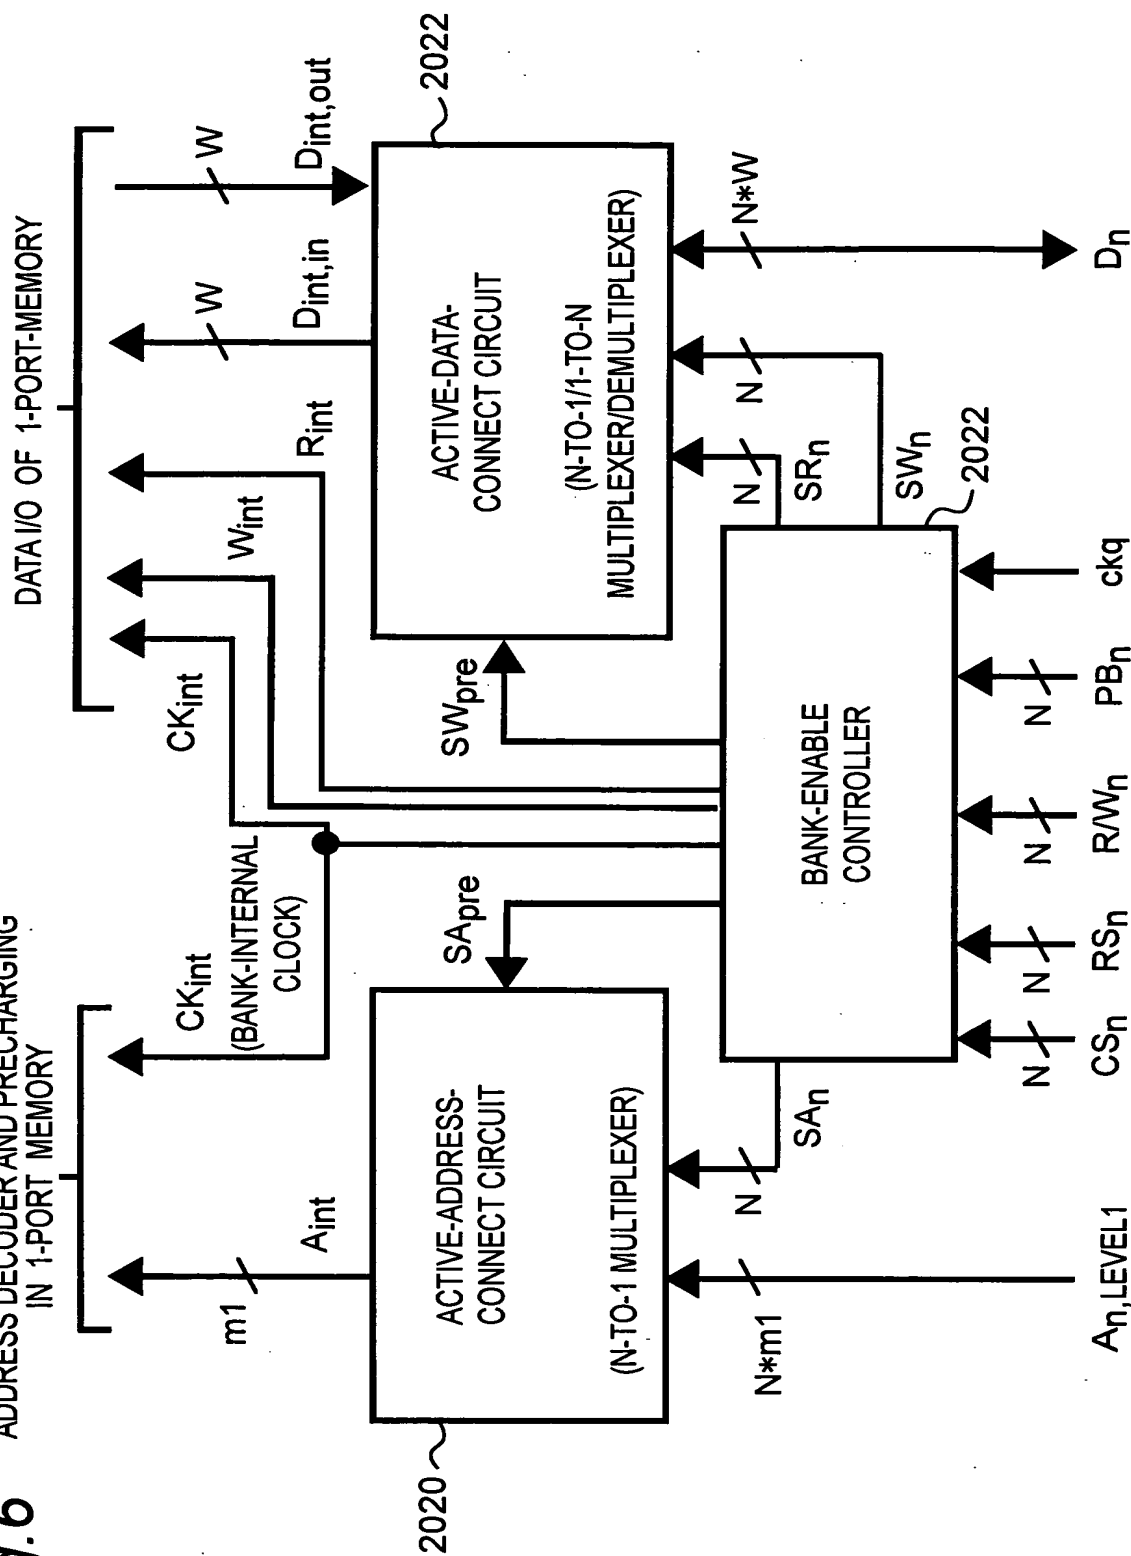 g.6
ADDRESS DECODER AND PRECHARGING
IN 1-PORT MEMORY
DATA I/O OF 1-PORT-MEMORY
m1
Aint
CKint
(BANK-INTERNAL
CLOCK)
CKint
Wint
Rint
W
Dint,in
W
Dint,out
2020
ACTIVE-ADDRESS-
CONNECT CIRCUIT
(N-TO-1 MULTIPLEXER)
SApre
SWpre
ACTIVE-DATA-
CONNECT CIRCUIT
(N-TO-1/1-TO-N
MULTIPLEXER/DEMULTIPLEXER)
2022
N*m1
N
SAn
BANK-ENABLE
CONTROLLER
N
SRn
N
SWn
2022
N*W
N
N
N
N
An,LEVEL1
CSn
RSn
R/Wn
PBn
ckq
Dn